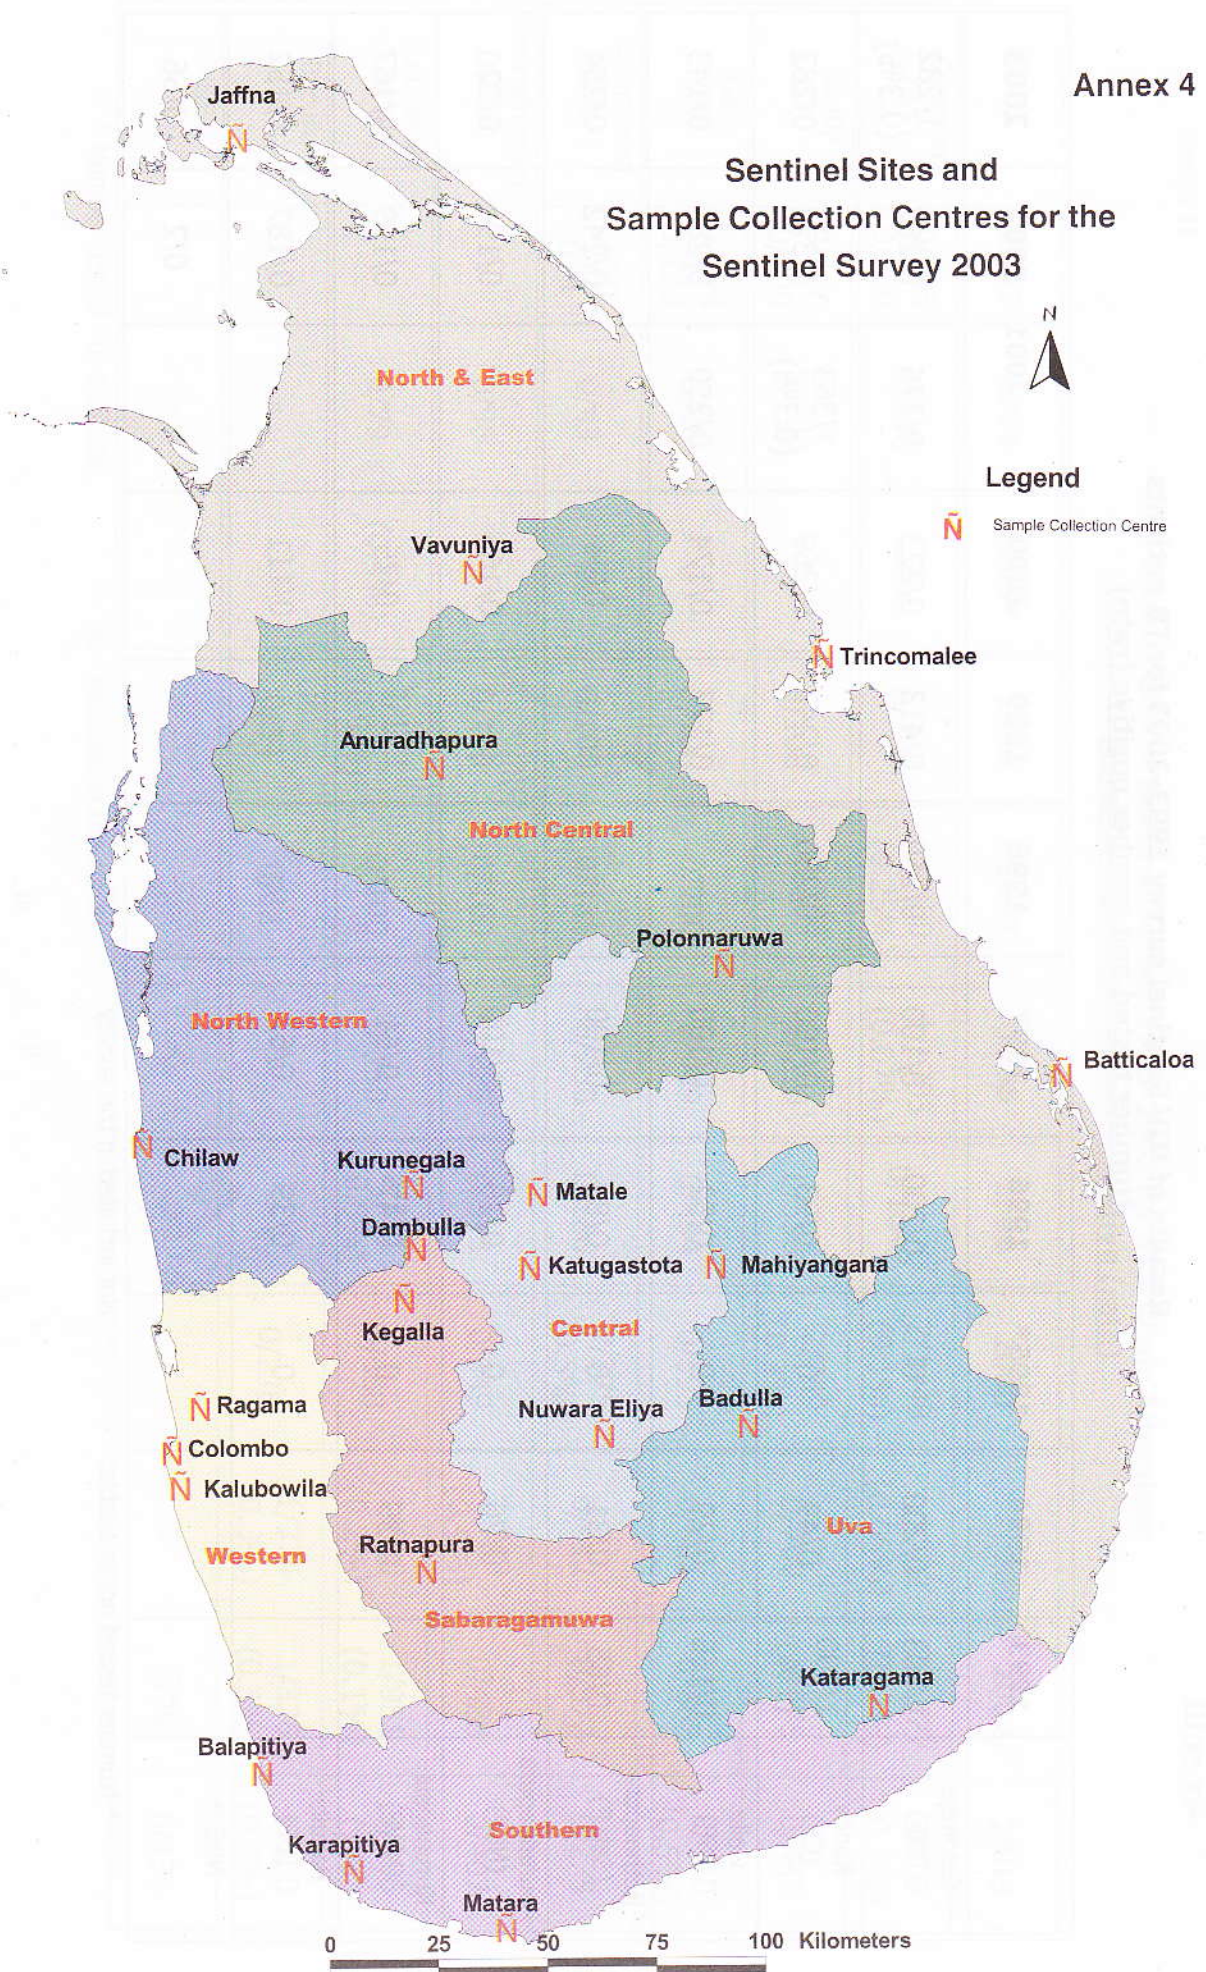 Annex 4
Sentinel Sites and
Sample Collection Centres for the
Sentinel Survey 2003
N
Legend
Ñ Sample Collection Centre
Jaffna
Ñ
North & East
Vavuniya
Ñ
Ñ Trincomalee
Anuradhapura
Ñ
North Central
Polonnaruwa
Ñ
North Western
Ñ Batticaloa
Ñ Chilaw
Kurunegala
Ñ
Ñ Matale
Dambulla
Ñ
Ñ Katugastota
Ñ Mahiyangana
Ñ
Kegalla
Central
Ñ Ragama
Nuwara Eliya
Ñ
Badulla
Ñ
Ñ Colombo
Ñ Kalubowila
Western
Uva
Ratnapura
Ñ
Sabaragamuwa
Kataragama
Ñ
Balapitiya
Ñ
Southern
Karapitiya
Ñ
Matara
Ñ
0 25 50 75 100 Kilometers